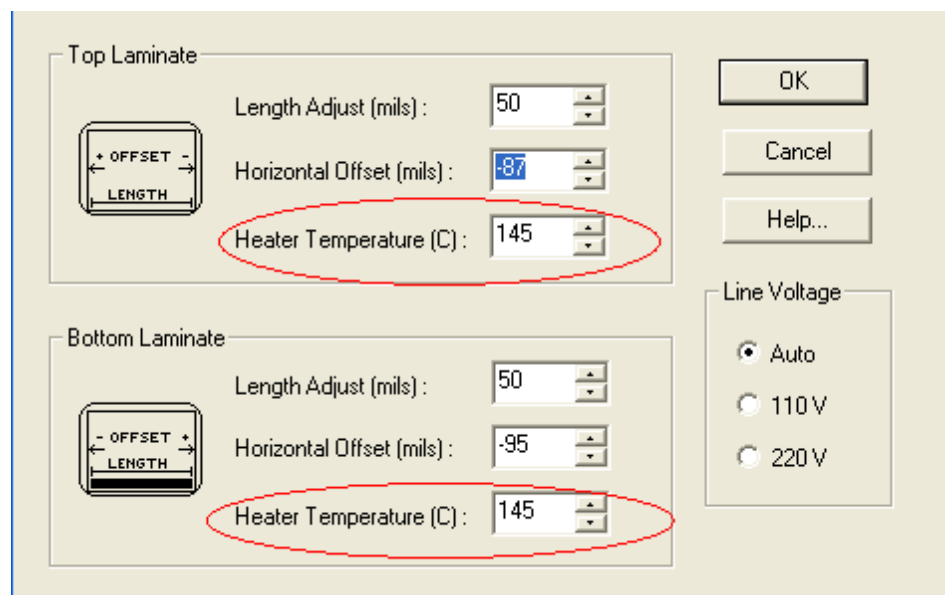 Top Laminate
+ OFFSET -
LENGTH
Length Adjust (mils) : 50
Horizontal Offset (mils) : -87
Heater Temperature (C) : 145
Bottom Laminate
- OFFSET +
LENGTH
Length Adjust (mils) : 50
Horizontal Offset (mils) : -95
Heater Temperature (C) : 145
OK
Cancel
Help...
Line Voltage
Auto
110 V
220 V